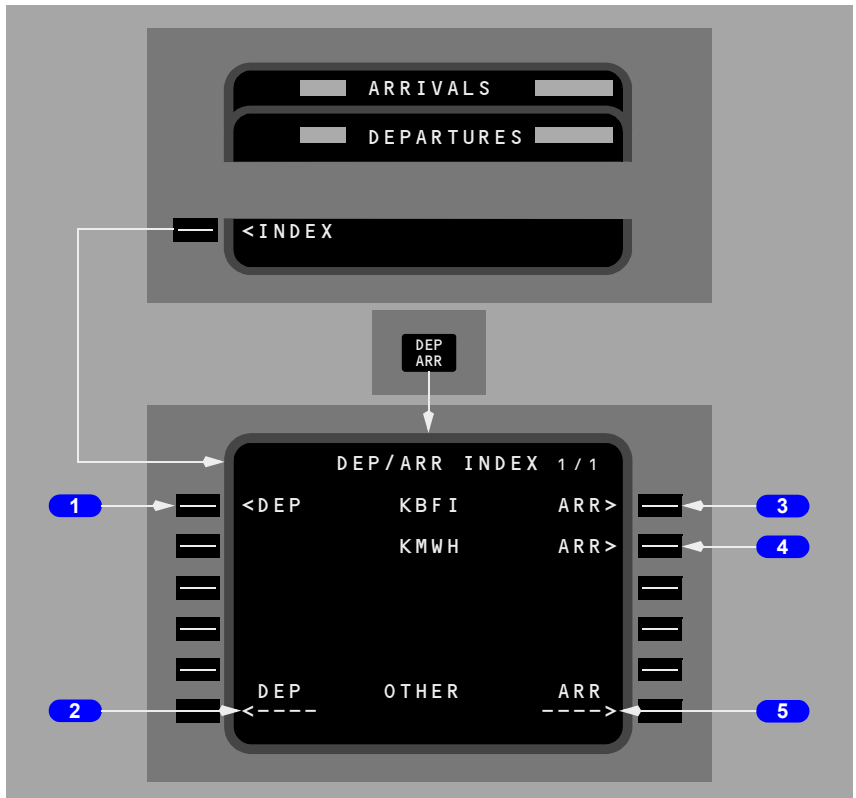 ARRIVALS
DEPARTURES
<INDEX
DEP
ARR
DEP/ARR INDEX 1/1
1 <DEP KBFI ARR> 3
KMWH ARR> 4
DEP OTHER ARR
2 <---- ----> 5